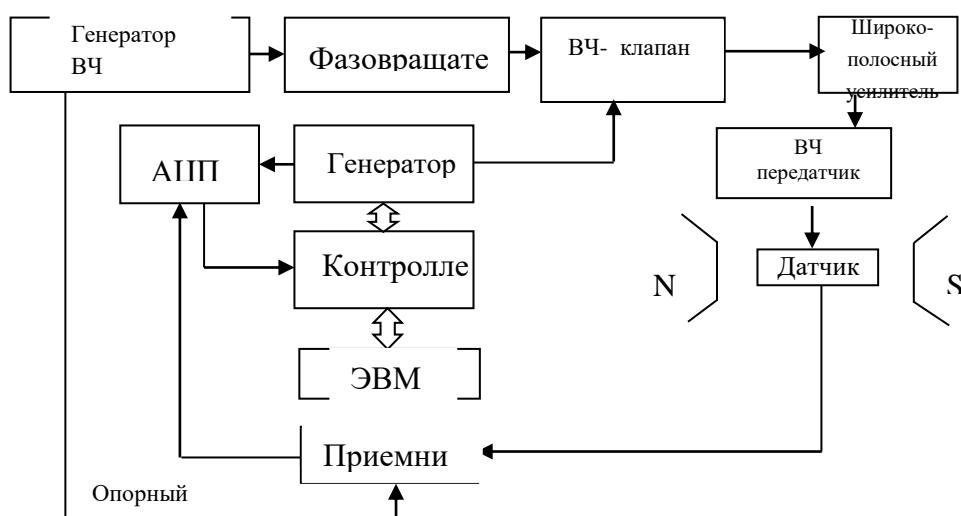 Генератор
ВЧ
Фазовращате
ВЧ- клапан
Широко-
полосный
усилитель
АЦП
Генератор
ВЧ
передатчик
Контролле
N
Датчик
S
ЭВМ
Приемни
Опорный